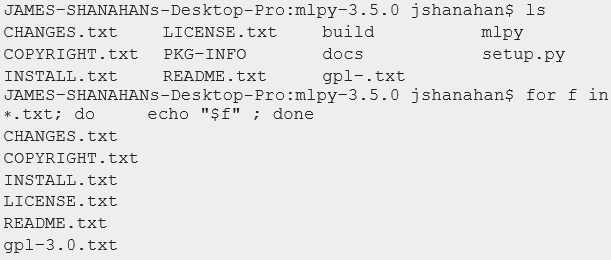 JAMES-SHANAHANs-Desktop-Pro:mlpy-3.5.0 jshanahan$ ls
CHANGES.txt LICENSE.txt build mlpy
COPYRIGHT.txt PKG-INFO docs setup.py
INSTALL.txt README.txt gpl-.txt
JAMES-SHANAHANs-Desktop-Pro:mlpy-3.5.0 jshanahan$ for f in
*.txt; do echo "$f" ; done
CHANGES.txt
COPYRIGHT.txt
INSTALL.txt
LICENSE.txt
README.txt
gpl-3.0.txt